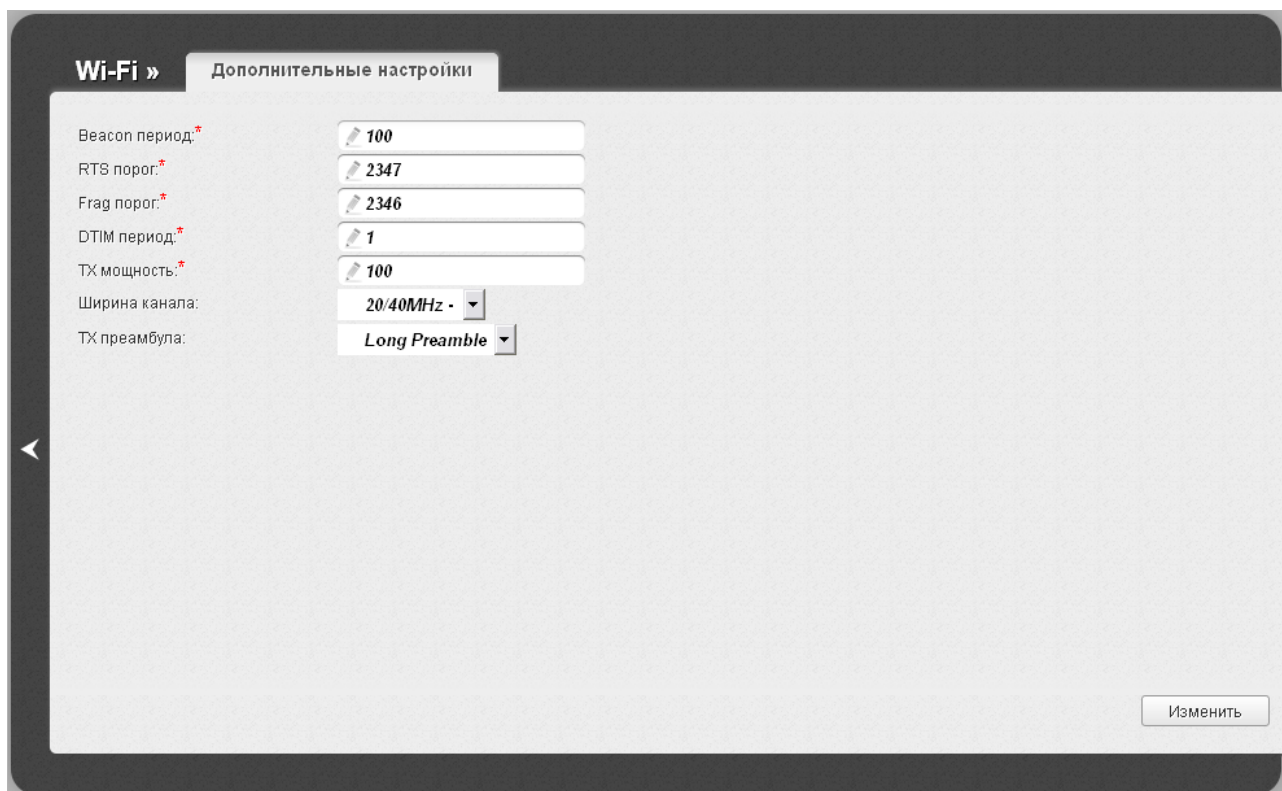 Wi-Fi » Дополнительные настройки
Beacon период:* 100
RTS порог:* 2347
Frag порог:* 2346
DTIM период:* 1
TX мощность:* 100
Ширина канала: 20/40MHz -
TX преамбула: Long Preamble
Изменить